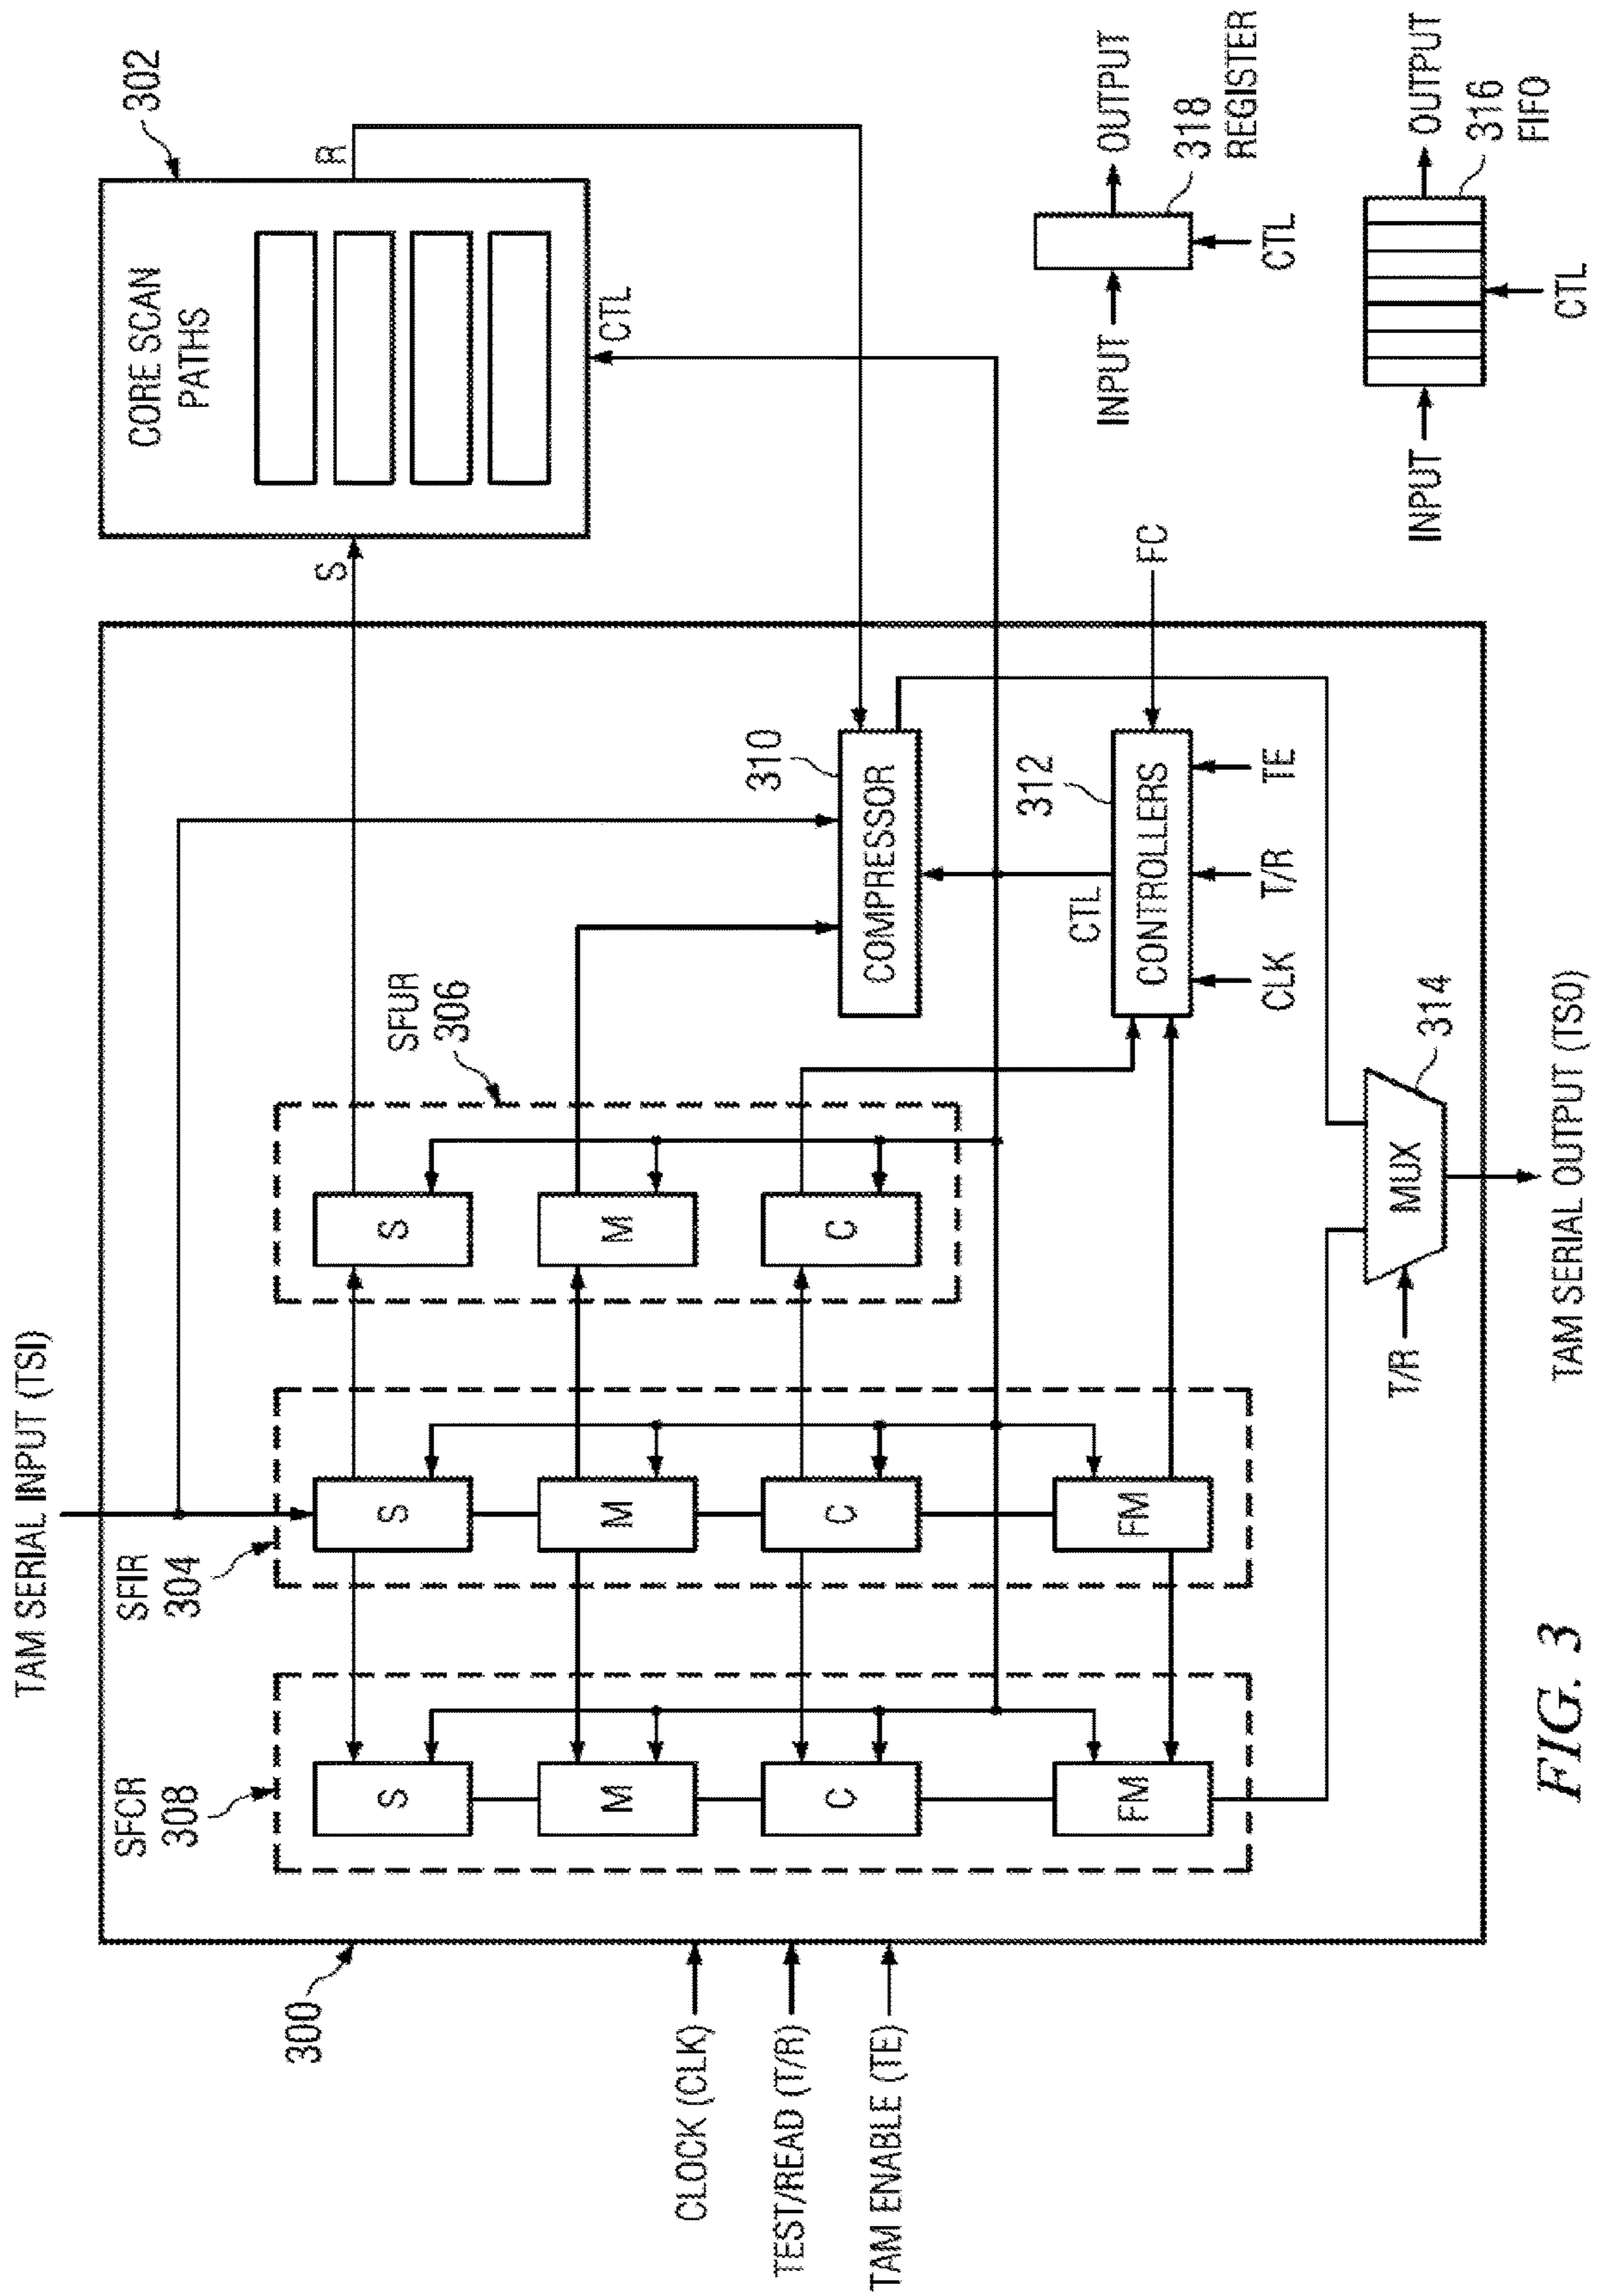 TAM SERIAL INPUT (TSI)
SFCR
308
SFIR
304
302
CORE SCAN
PATHS
300
S
R
S
S
S
SFUR
306
M
M
M
CTL
CLOCK (CLK)
TEST/READ (T/R)
TAM ENABLE (TE)
310
COMPRESSOR
C
C
C
312
CTL
CONTROLLERS
FC
FM
FM
CLK
T/R
TE
INPUT
OUTPUT
318
REGISTER
CTL
T/R
MUX
314
INPUT
OUTPUT
316
FIFO
CTL
TAM SERIAL OUTPUT (TSO)
FIG. 3